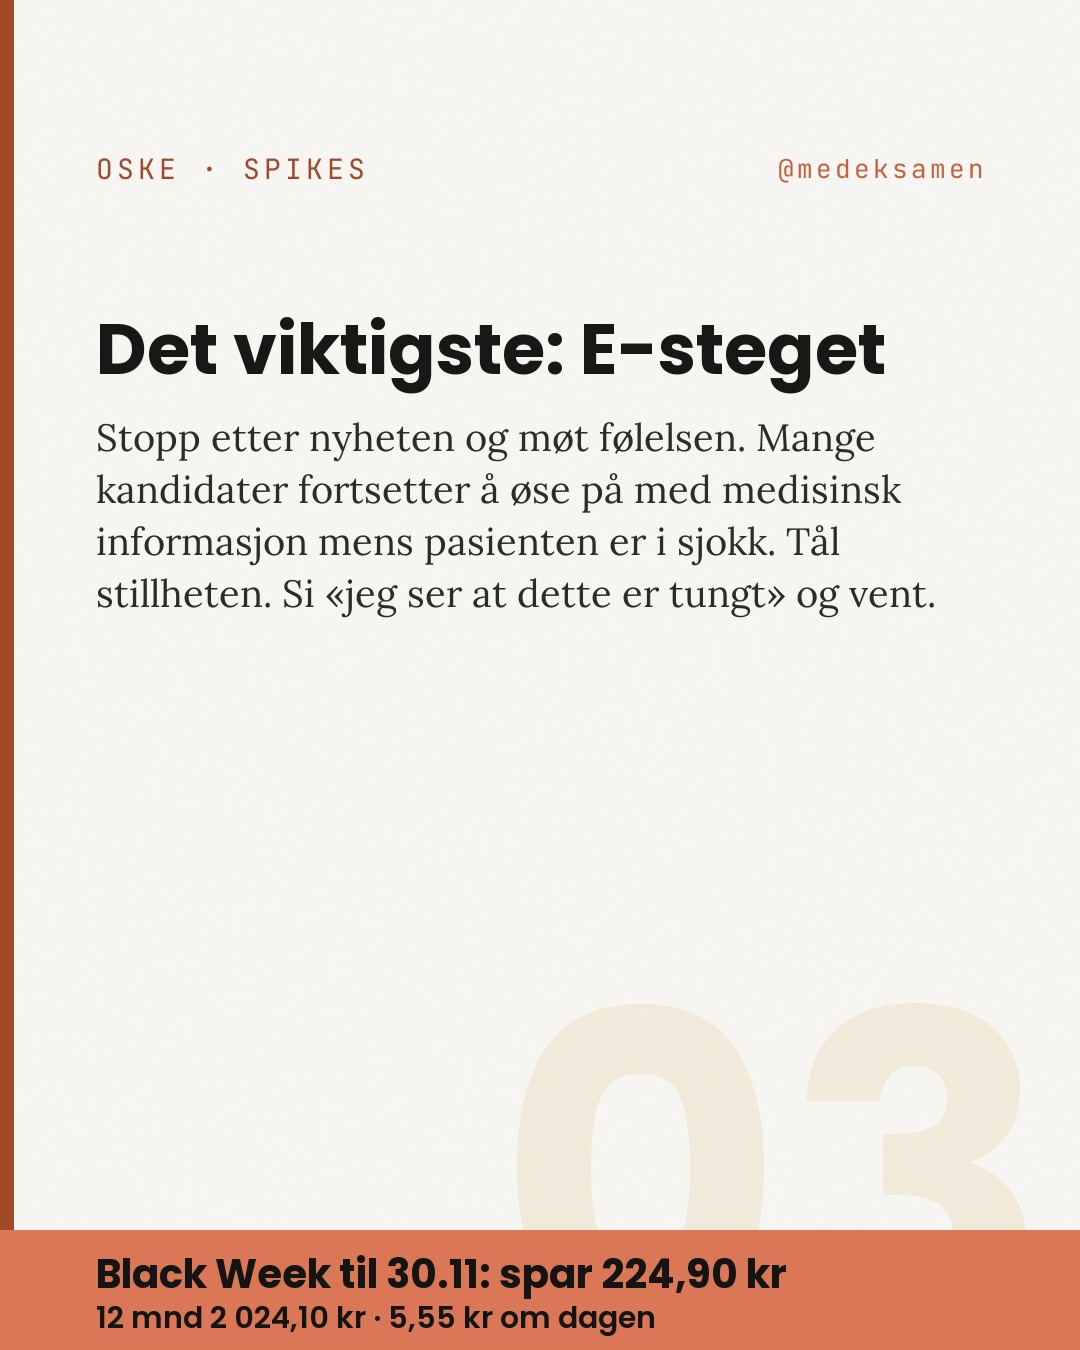 OSKE · SPIKES
@medeksamen
Det viktigste: E-steget
Stopp etter nyheten og møt følelsen. Mange
kandidater fortsetter å øse på med medisinsk
informasjon mens pasienten er i sjokk. Tål
stillheten. Si «jeg ser at dette er tungt» og vent.
03
Black Week til 30.11: spar 224,90 kr
12 mnd 2 024,10 kr · 5,55 kr om dagen